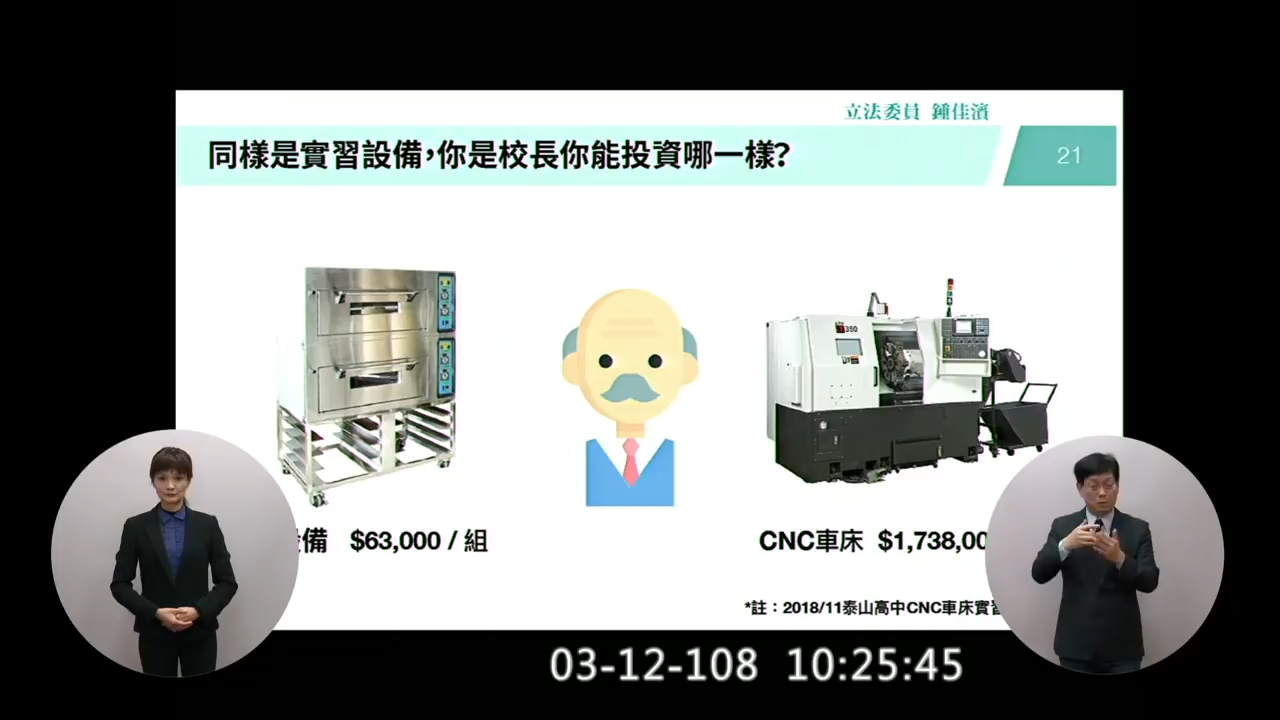 立法委員 鍾佳濱
同樣是實習設備,你是校長你能投資哪一樣?
21
350
設備 $63,000 / 組
CNC車床 $1,738,00
*註:2018/11泰山高中CNC車床實習
03-12-108 10:25:45